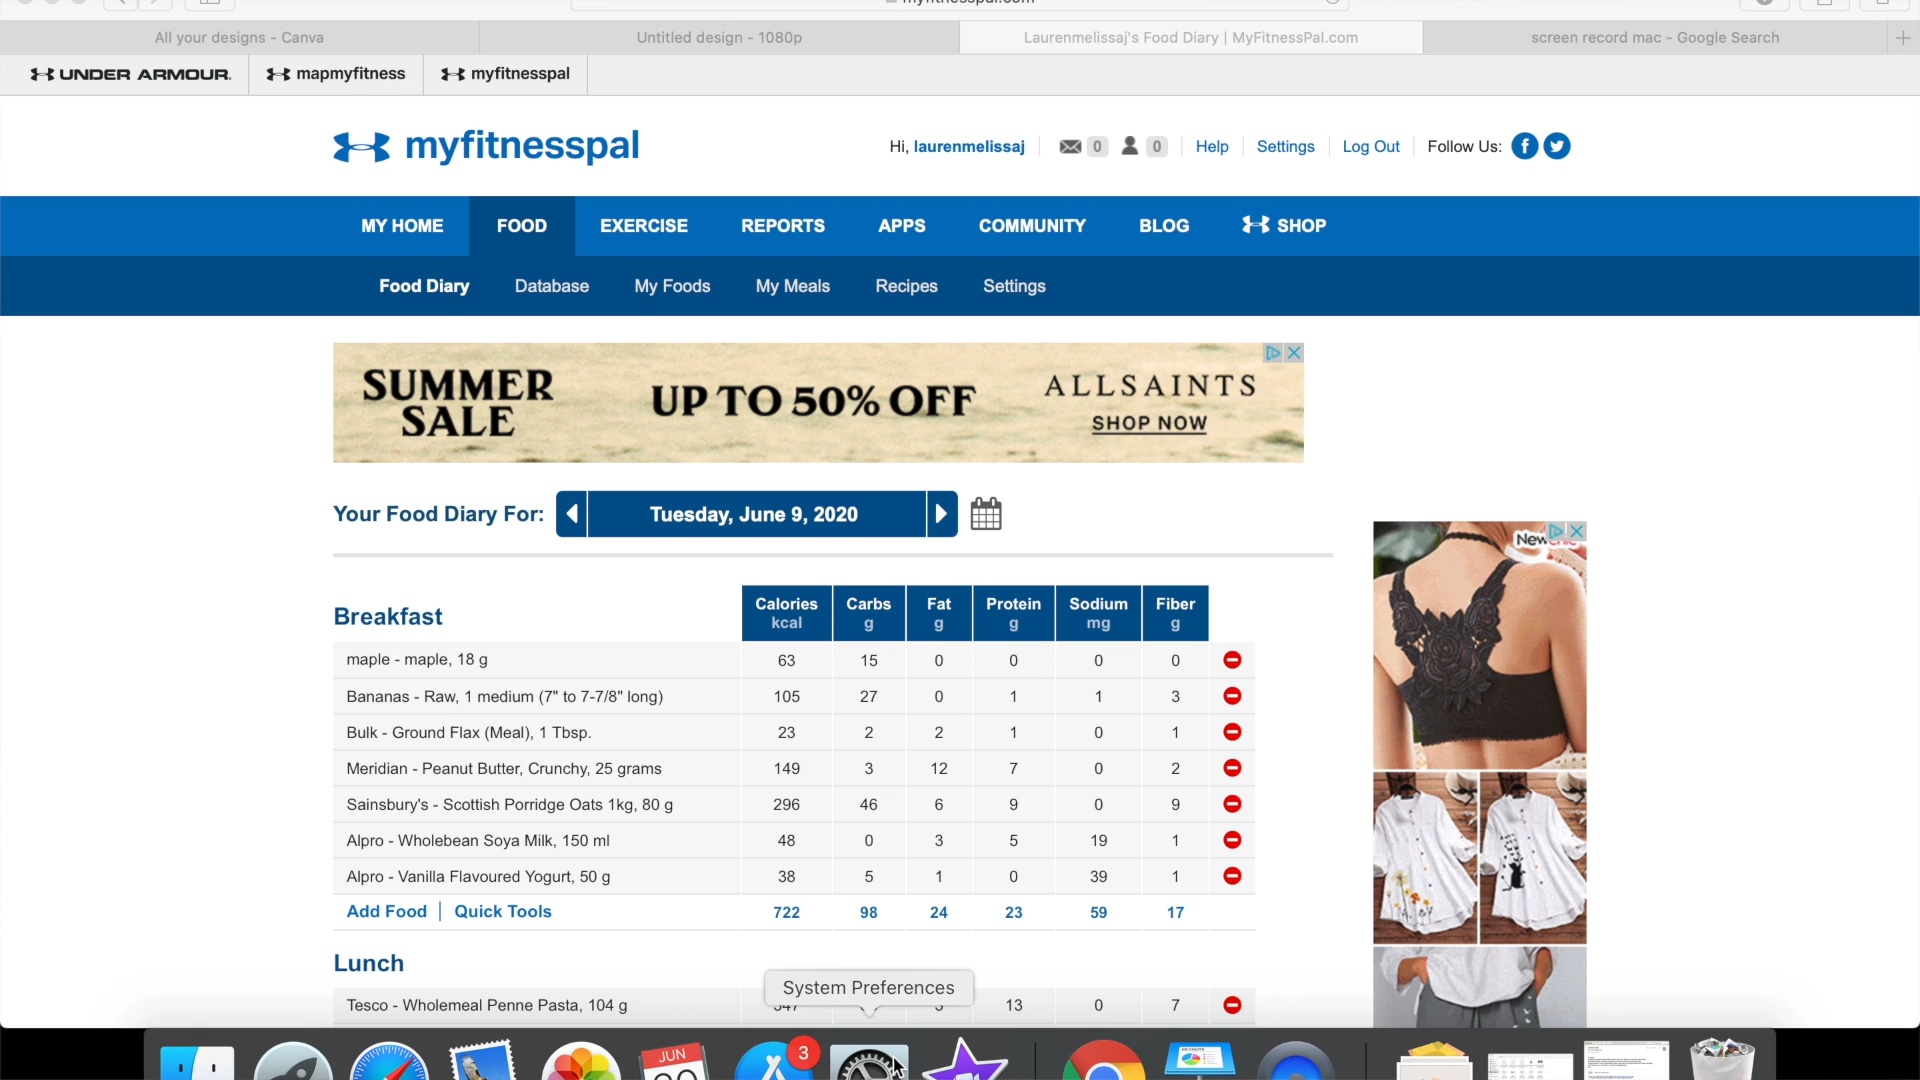 All your designs - Canva
Untitled design - 1080p
Laurenmelissaj's Food Diary | MyFitnessPal.com
screen record mac - Google Search
UNDER ARMOUR.
mapmyfitness
myfitnesspal
myfitnesspal
Hi, laurenmelissaj
0
0
Help
Settings
Log Out
Follow Us:
MY HOME
FOOD
EXERCISE
REPORTS
APPS
COMMUNITY
BLOG
SHOP
Food Diary
Database
My Foods
My Meals
Recipes
Settings
SUMMER
SALE
UP TO 50% OFF
ALLSAINTS
SHOP NOW
Your Food Diary For:
Tuesday, June 9, 2020
Breakfast
Calories Carbs Fat Protein Sodium Fiber
kcal g g g mg g
maple - maple, 18 g 63 15 0 0 0 0
Bananas - Raw, 1 medium (7" to 7-7/8" long) 105 27 0 1 1 3
Bulk - Ground Flax (Meal), 1 Tbsp. 23 2 2 1 0 1
Meridian - Peanut Butter, Crunchy, 25 grams 149 3 12 7 0 2
Sainsbury's - Scottish Porridge Oats 1kg, 80 g 296 46 6 9 0 9
Alpro - Wholebean Soya Milk, 150 ml 48 0 3 5 19 1
Alpro - Vanilla Flavoured Yogurt, 50 g 38 5 1 0 39 1
Add Food | Quick Tools 722 98 24 23 59 17
Lunch
System Preferences
Tesco - Wholemeal Penne Pasta, 104 g 13 0 7
JUN
3
KEYNOTE